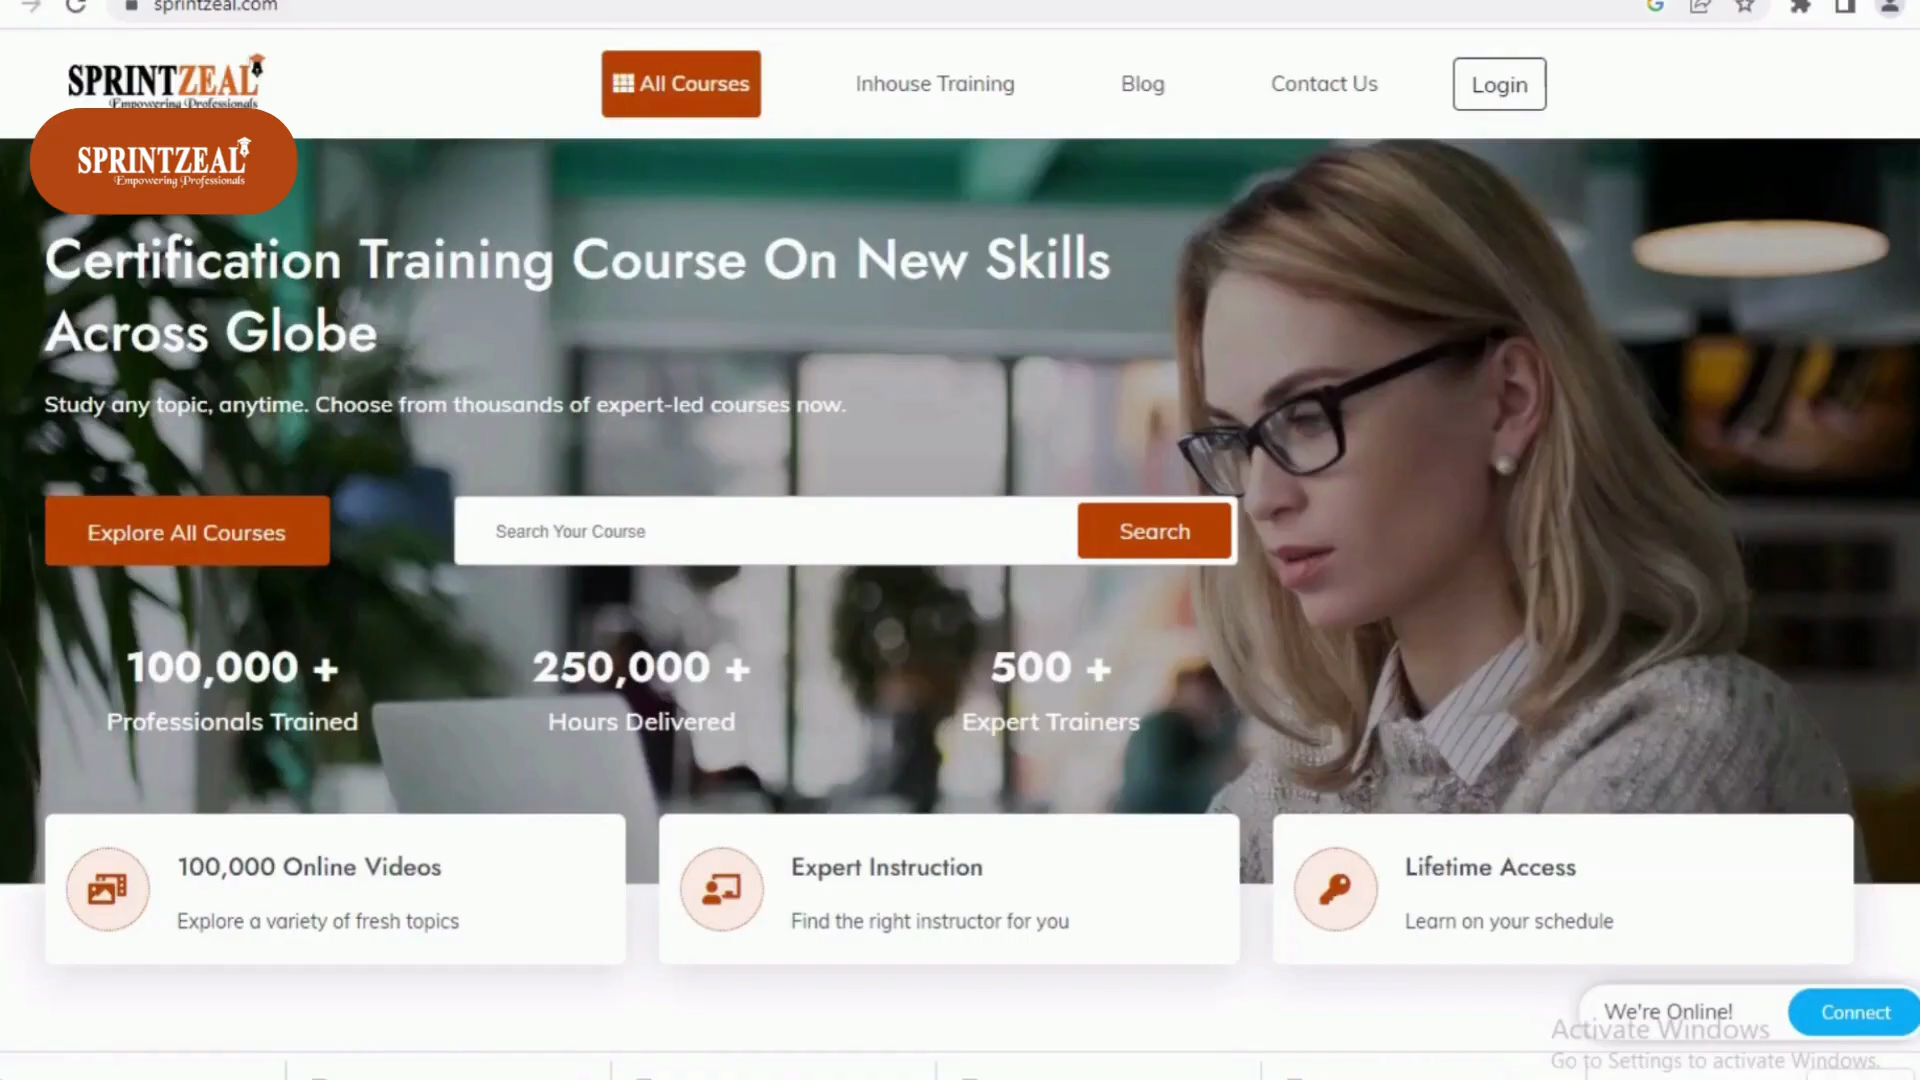 sprintzeal.com
SPRINTZEAL
Empowering Professionals
All Courses
Inhouse Training
Blog
Contact Us
Login
SPRINTZEAL
Empowering Professionals
Certification Training Course On New Skills
Across Globe
Study any topic, anytime. Choose from thousands of expert-led courses now.
Explore All Courses
Search Your Course
Search
100,000 +
Professionals Trained
250,000 +
Hours Delivered
500 +
Expert Trainers
100,000 Online Videos
Explore a variety of fresh topics
Expert Instruction
Find the right instructor for you
Lifetime Access
Learn on your schedule
We're Online!
Connect
Activate Windows
Go to Settings to activate Windows.